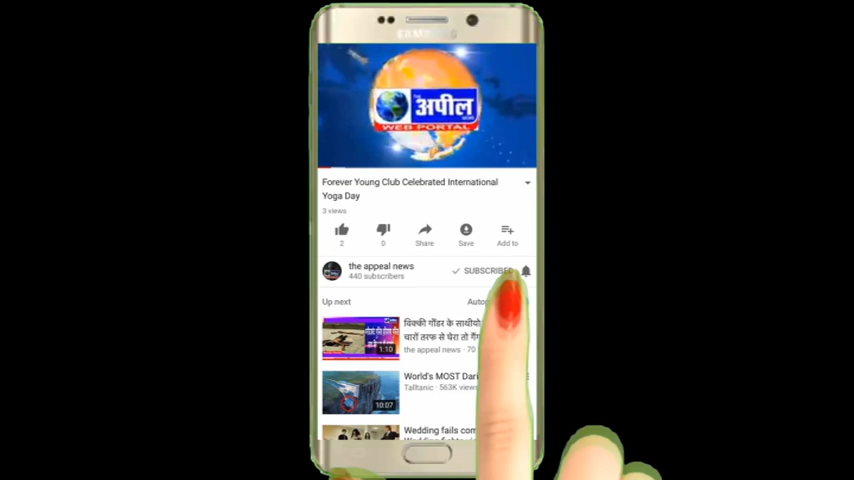 SAMSUNG
अपील
WEB PORTAL
Forever Young Club Celebrated International
Yoga Day
3 views
2
0
Share
Save
Add to
the appeal news
440 subscribers
SUBSCRIBED
Up next
विक्की गौंडर के साथीयो
चारों तरफ से घेरा तो
the appeal news · 70
1:10
World's MOST
Talltanic · 563K views
10:07
Wedding fails